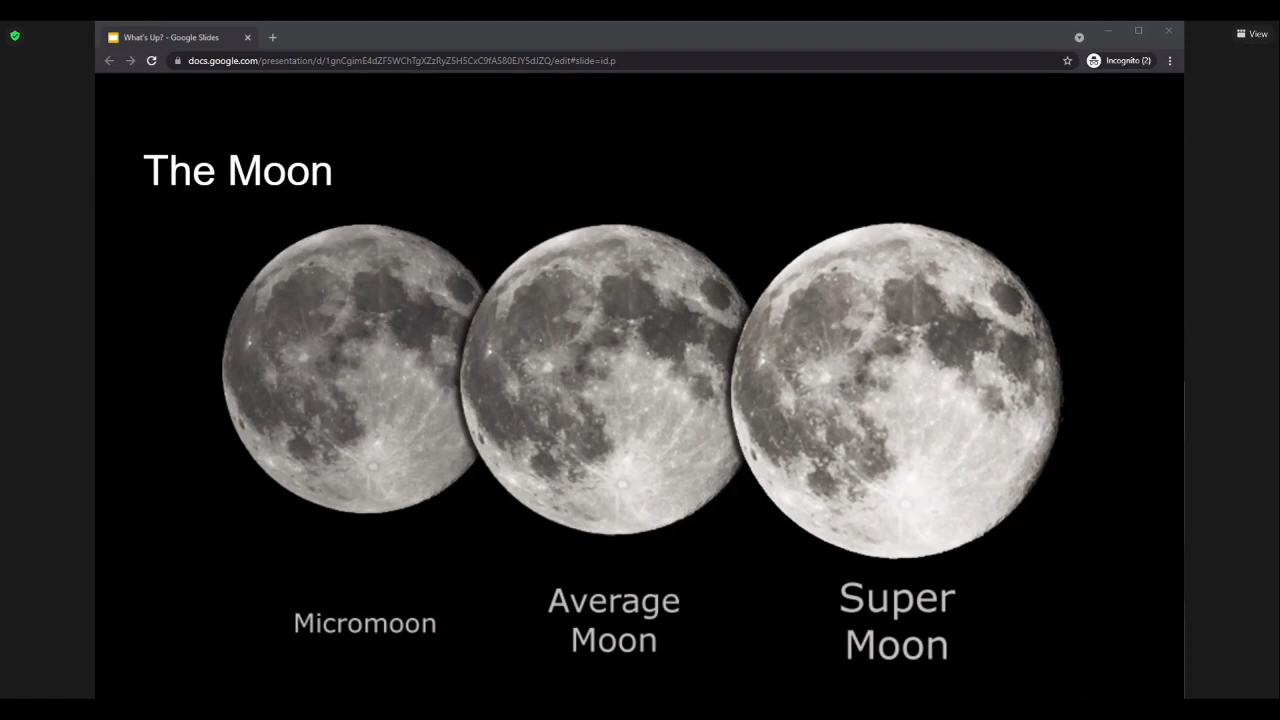 What's Up? - Google Slides
View
docs.google.com/presentation/d/1gnCgimE4dZF5WChTgXZzRyZ5H5CxC9fA580EJY5dJZQ/edit#slide=id.p
Incognito (2)
The Moon
Micromoon
Average
Moon
Super
Moon